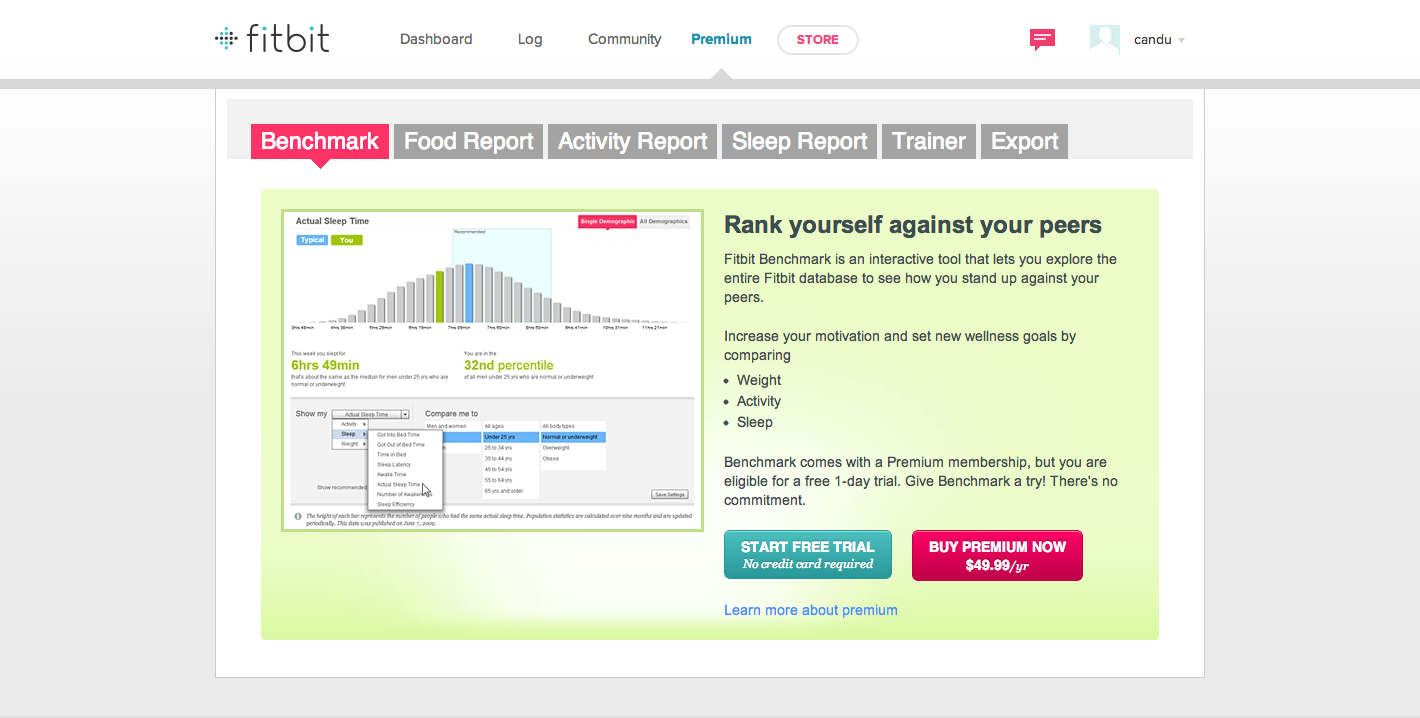 fitbit
Dashboard Log Community Premium STORE candu
Benchmark Food Report Activity Report Sleep Report Trainer Export
Actual Sleep Time
Single Demographic All Demographics
Typical You
Recommended
3hrs 48min 4hrs 38min 5hrs 29min 6hrs 19min 7hrs 09min 7hrs 60min 8hrs 50min 9hrs 41min 10hrs 31min 11hrs 21min
This week you slept for
6hrs 49min
that's about the same as the median for men under 25 yrs who are
normal or underweight
You are in the
32nd percentile
of all men under 25 yrs who are normal or underweight
Show my Actual Sleep Time
Activity
Sleep
Weight
Got Into Bed Time
Got Out of Bed Time
Time in Bed
Sleep Latency
Awake Time
Actual Sleep Time
Number of Awakenings
Sleep Efficiency
Show recommended
Compare me to
Men and women
All ages
Under 25 yrs
25 to 34 yrs
35 to 44 yrs
45 to 54 yrs
55 to 64 yrs
65 yrs and older
All body types
Normal or underweight
Overweight
Obese
Save Settings
The height of each bar represents the number of people who had the same actual sleep time. Population statistics are calculated over nine months and are updated
periodically. This data was published on June 7, 2009.
Rank yourself against your peers
Fitbit Benchmark is an interactive tool that lets you explore the
entire Fitbit database to see how you stand up against your
peers.
Increase your motivation and set new wellness goals by
comparing
• Weight
• Activity
• Sleep
Benchmark comes with a Premium membership, but you are
eligible for a free 1-day trial. Give Benchmark a try! There's no
commitment.
START FREE TRIAL
No credit card required
BUY PREMIUM NOW
$49.99/yr
Learn more about premium